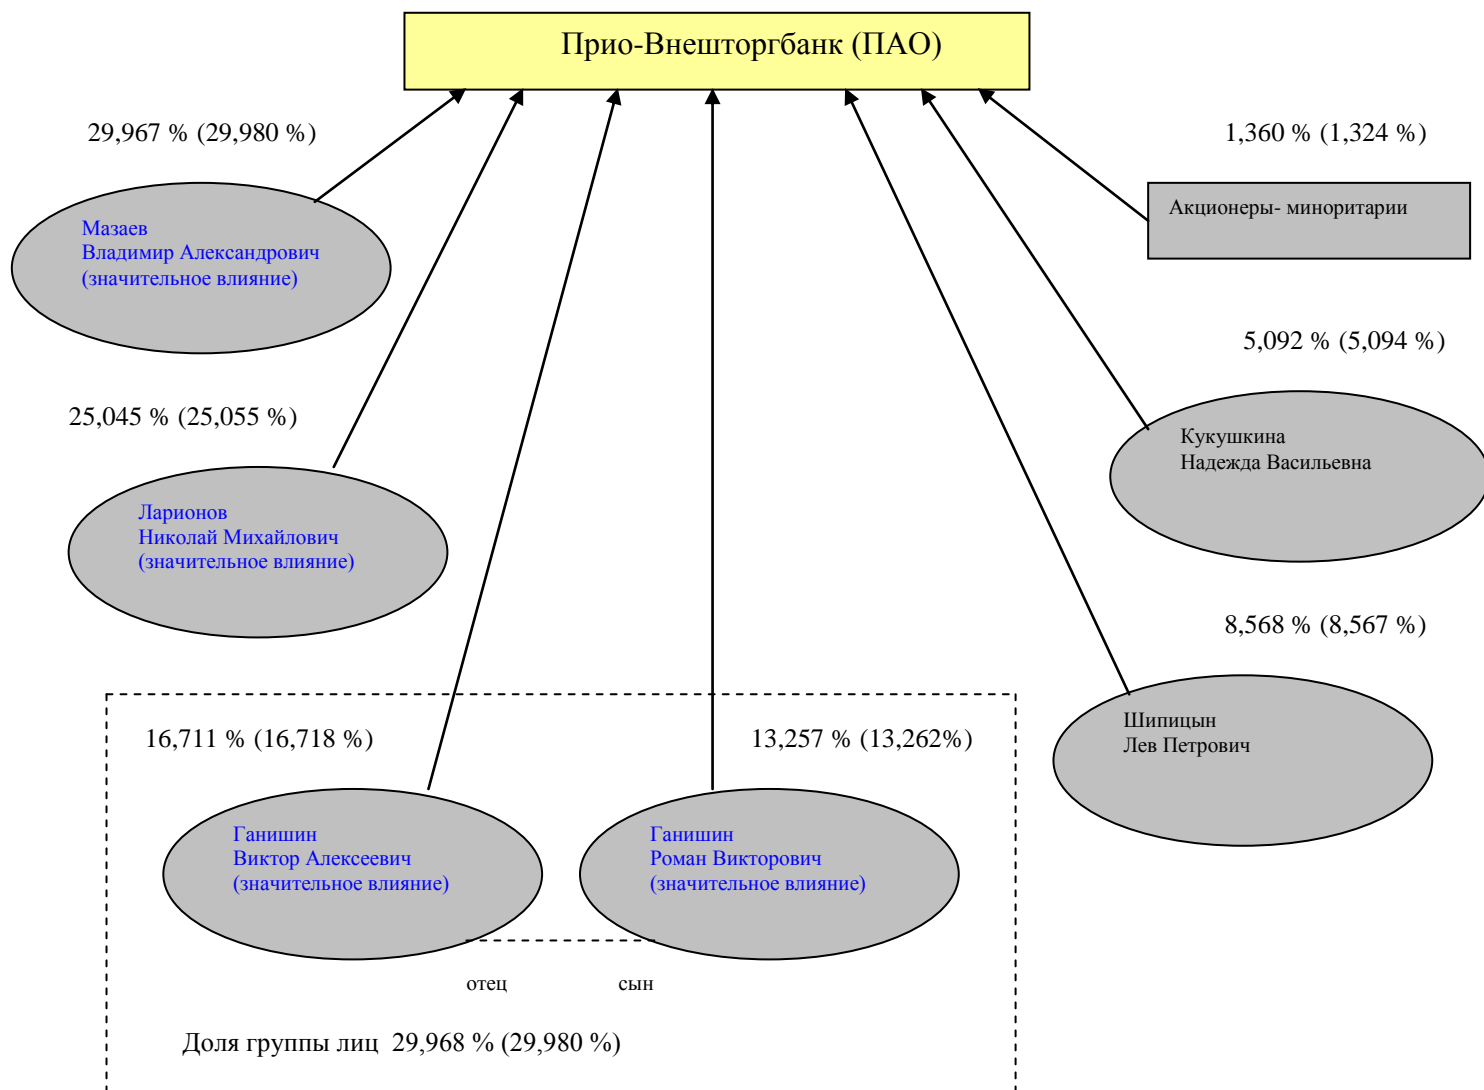 Прио-Внешторгбанк (ПАО)
29,967 % (29,980 %)
1,360 % (1,324 %)
Мазаев
Владимир Александрович
(значительное влияние)
Акционеры- миноритарии
5,092 % (5,094 %)
25,045 % (25,055 %)
Кукушкина
Надежда Васильевна
Ларионов
Николай Михайлович
(значительное влияние)
8,568 % (8,567 %)
16,711 % (16,718 %)
13,257 % (13,262%)
Шипицын
Лев Петрович
Ганишин
Виктор Алексеевич
(значительное влияние)
Ганишин
Роман Викторович
(значительное влияние)
отец
сын
Доля группы лиц 29,968 % (29,980 %)